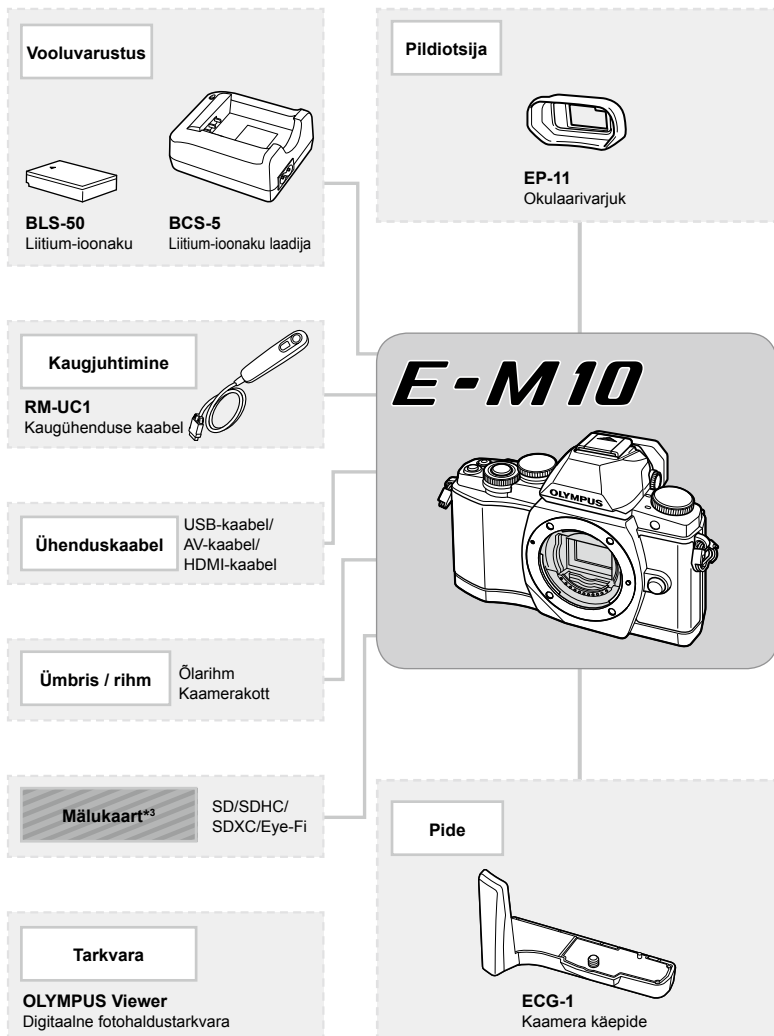 Vooluvarustus
BLS-50
Liitium-ioonaku
BCS-5
Liitium-ioonaku laadija
Pildiotsija
EP-11
Okulaarivarjuk
Kaugjuhtimine
RM-UC1
Kaugühenduse kaabel
E-M10
OLYMPUS
Ühenduskaabel
USB-kaabel/
AV-kaabel/
HDMI-kaabel
Ümbris / rihm
Õlarihm
Kaamerakott
Mälukaart*3
SD/SDHC/
SDXC/Eye-Fi
Pide
ECG-1
Kaamera käepide
Tarkvara
OLYMPUS Viewer
Digitaalne fotohaldustarkvara